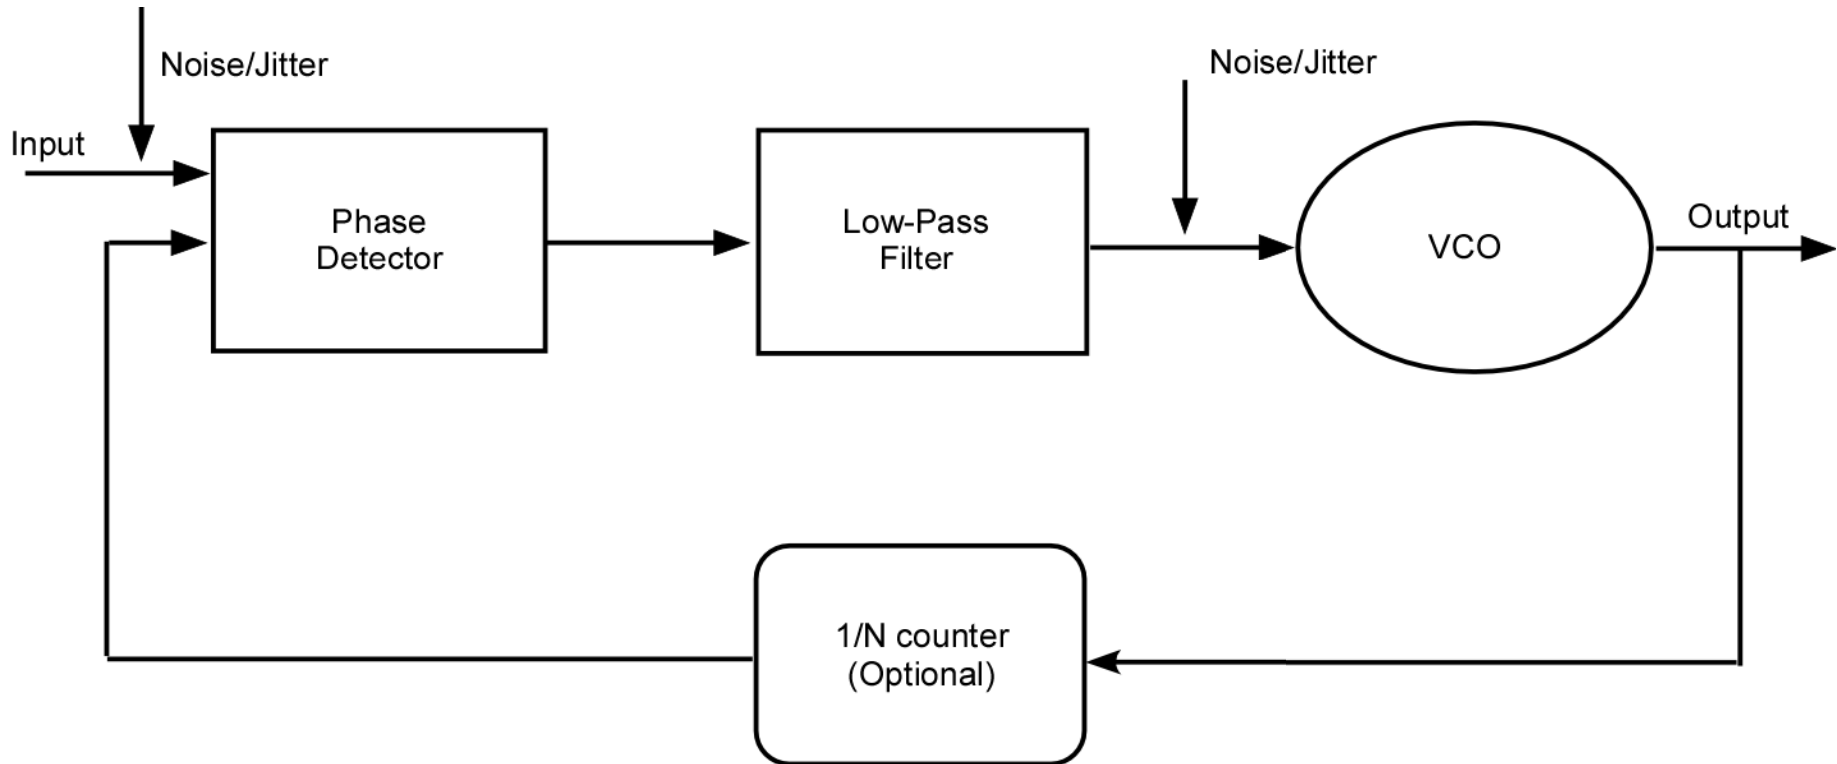 Noise/Jitter
Noise/Jitter
Input
Phase
Detector
Low-Pass
Filter
VCO
Output
1/N counter
(Optional)